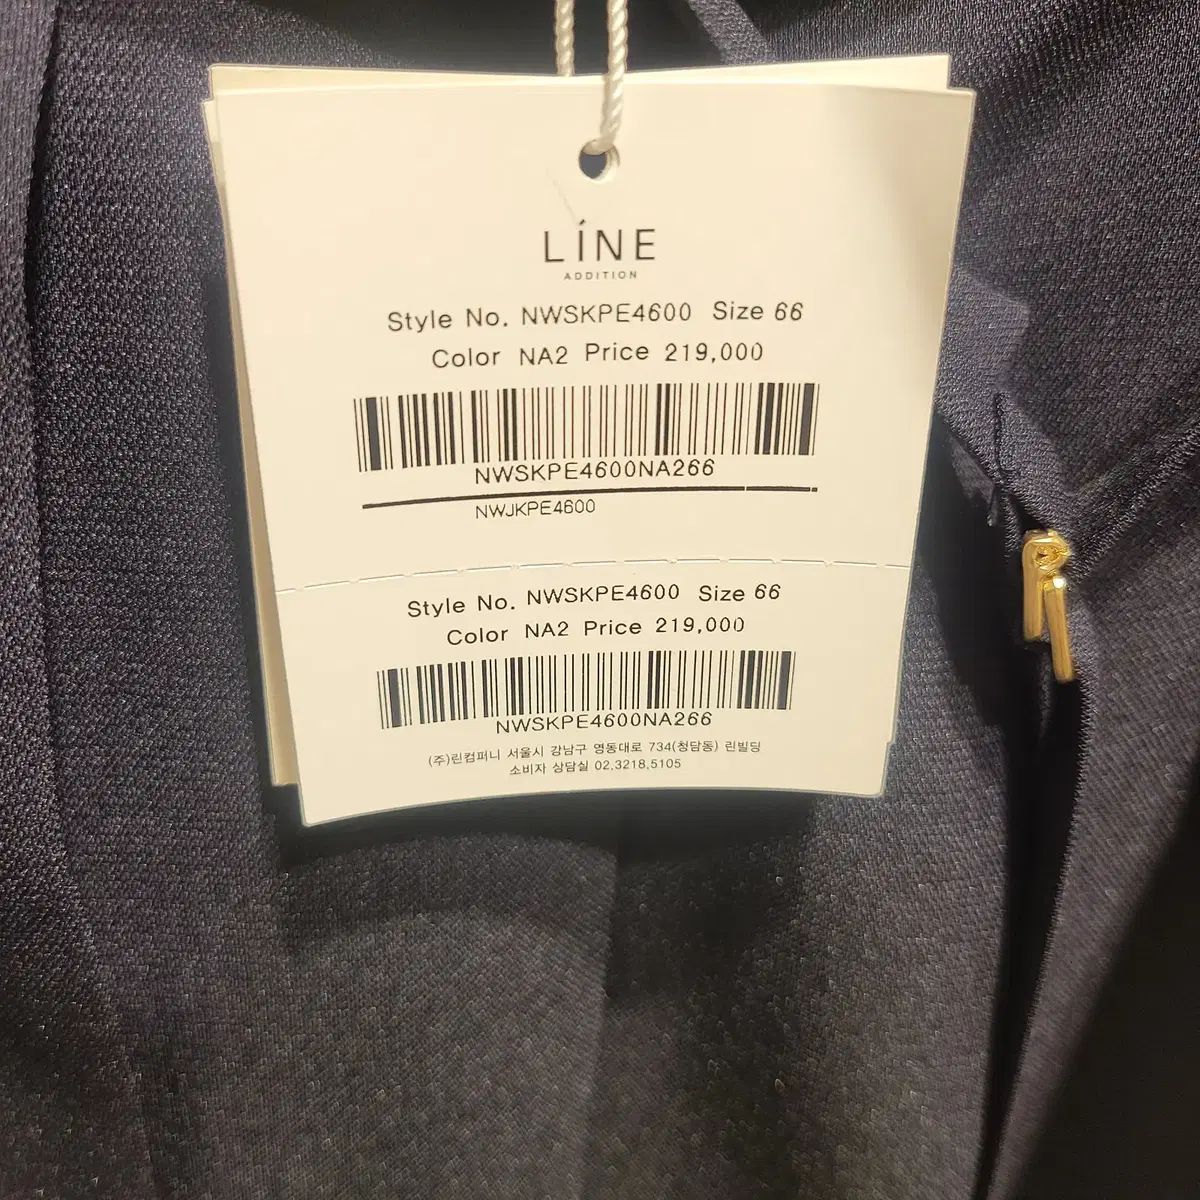 LÍNE
ADDITION
Style No. NWSKPE4600 Size 66
Color NA2 Price 219,000
NWSKPE4600NA266
NWJKPE4600
Style No. NWSKPE4600 Size 66
Color NA2 Price 219,000
NWSKPE4600NA266
(주)린컴퍼니 서울시 강남구 영동대로 734(청담동) 린빌딩
소비자 상담실 02.3218.5105